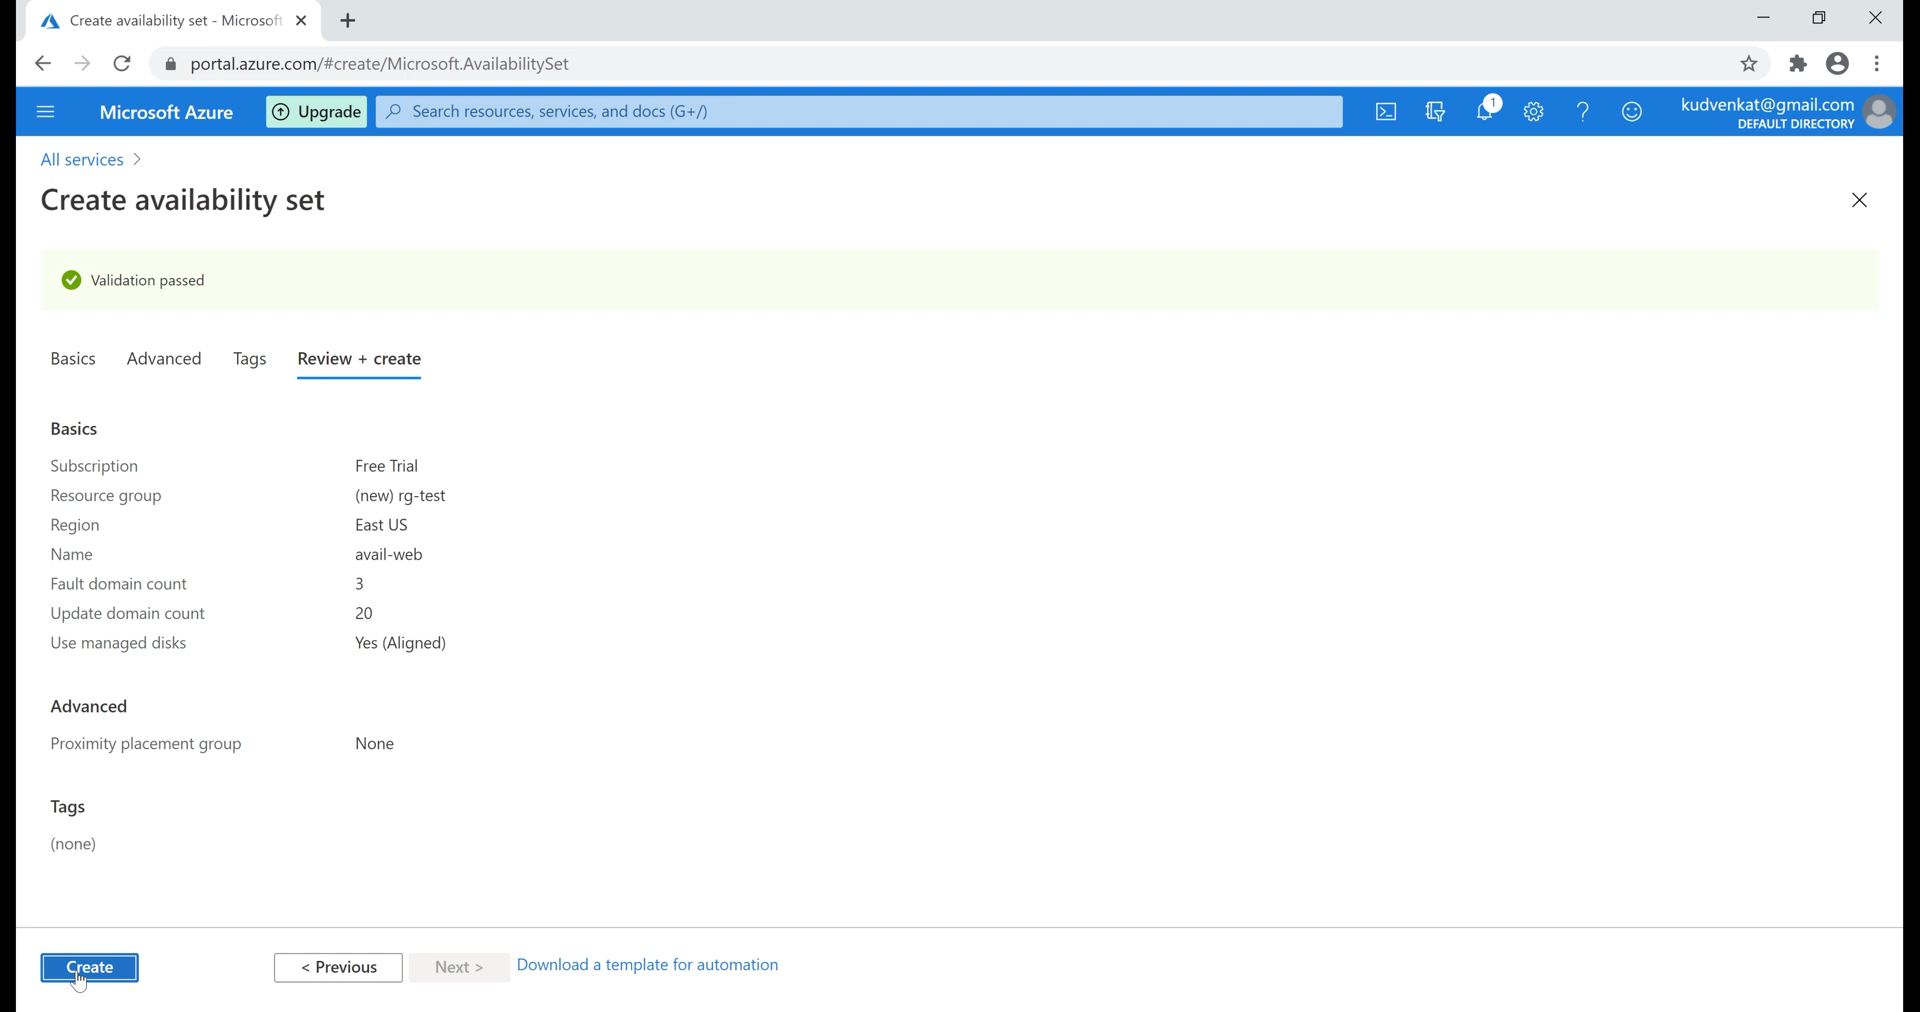 Create availability set - Microsoft
portal.azure.com/#create/Microsoft.AvailabilitySet
Microsoft Azure
Upgrade
Search resources, services, and docs (G+/)
1
kudvenkat@gmail.com
DEFAULT DIRECTORY
All services >
Create availability set
Validation passed
Basics Advanced Tags Review + create
Basics
Subscription Free Trial
Resource group (new) rg-test
Region East US
Name avail-web
Fault domain count 3
Update domain count 20
Use managed disks Yes (Aligned)
Advanced
Proximity placement group None
Tags
(none)
Create < Previous Next > Download a template for automation